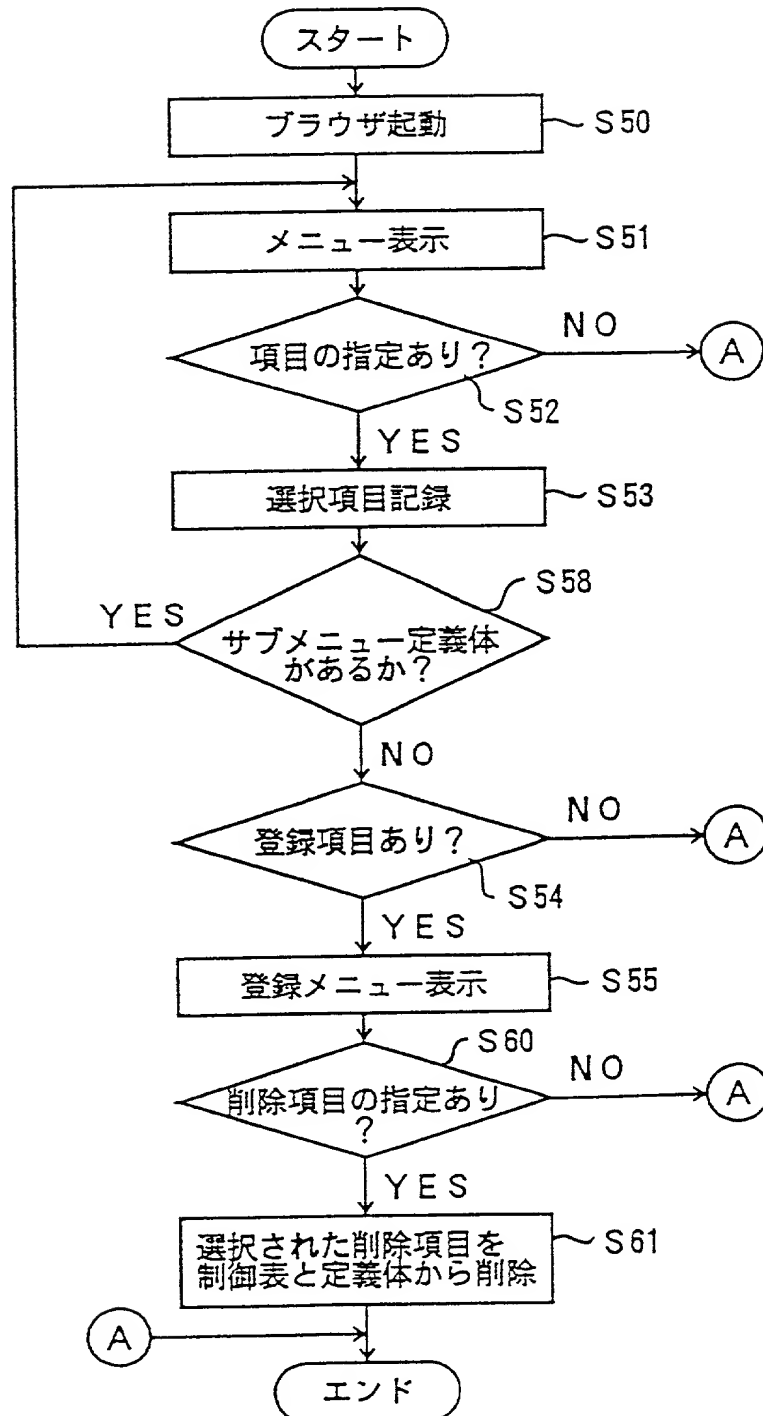 スタート
ブラウザ起動
S50
メニュー表示
S51
項目の指定あり？
NO
A
S52
YES
選択項目記録
S53
S58
YES
サブメニュー定義体
があるか？
NO
登録項目あり？
NO
A
S54
YES
登録メニュー表示
S55
S60
削除項目の指定あり
？
NO
A
YES
選択された削除項目を
制御表と定義体から削除
S61
A
エンド